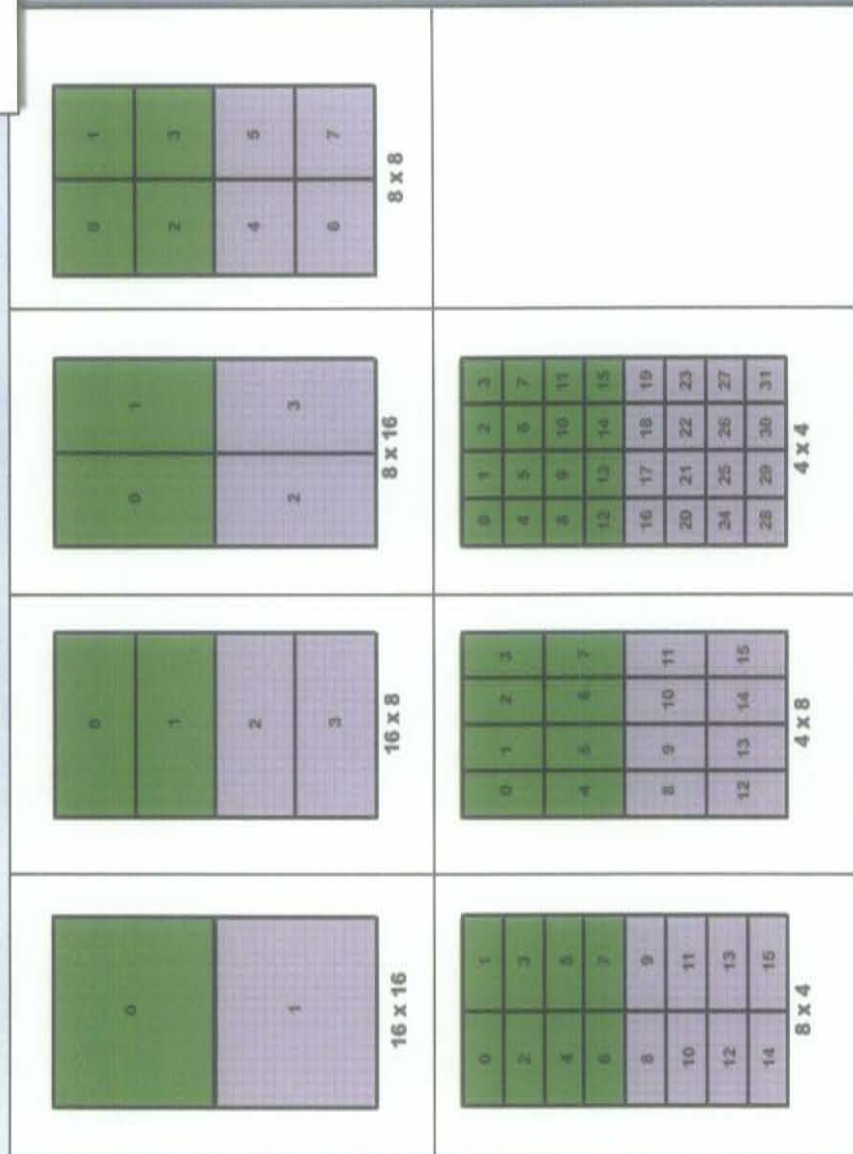 0
1
16 x 16
0
1
2
3
16 x 8
0 1
2 3
8 x 16
0 1
2 3
4 5
6 7
8 x 8
0 1
2 3
4 5
6 7
8 9
10 11
12 13
14 15
8 x 4
0 1 2 3
4 5 6 7
8 9 10 11
12 13 14 15
4 x 8
0 1 2 3
4 5 6 7
8 9 10 11
12 13 14 15
16 17 18 19
20 21 22 23
24 25 26 27
28 29 30 31
4 x 4